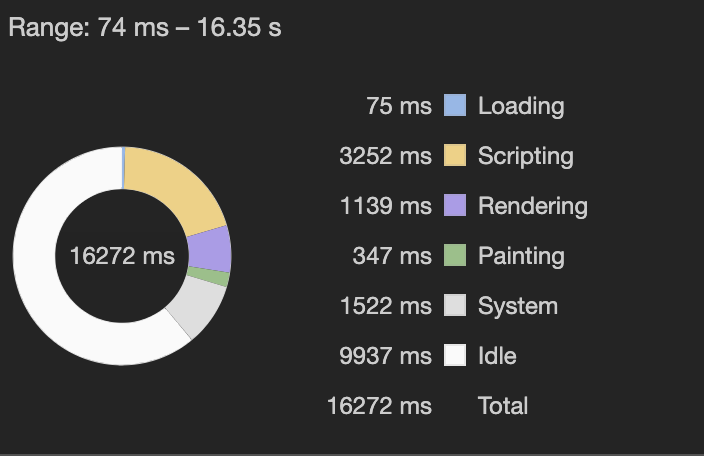 Range: 74 ms – 16.35 s
75 ms Loading
3252 ms Scripting
1139 ms Rendering
16272 ms
347 ms Painting
1522 ms System
9937 ms Idle
16272 ms Total